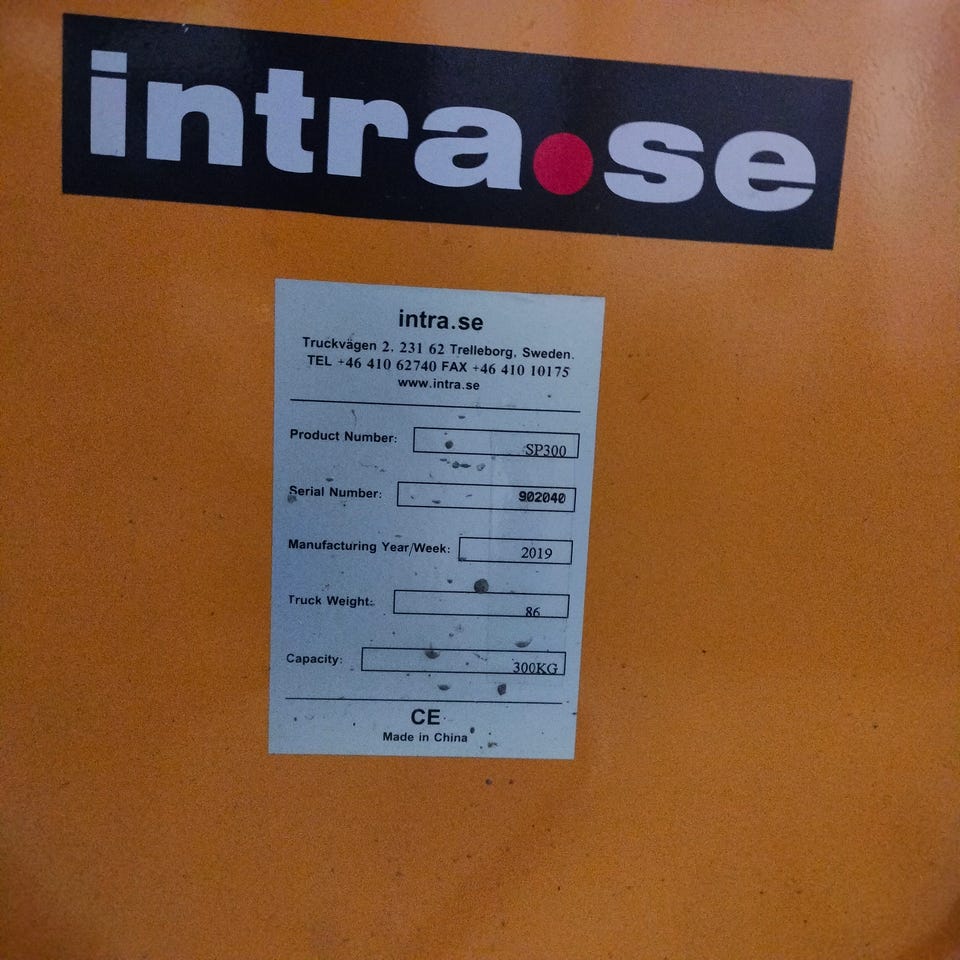 intra.se
intra.se
Truckvägen 2, 231 62 Trelleborg, Sweden.
TEL +46 410 62740 FAX +46 410 10175
www.intra.se
Product Number: SP300
Serial Number: 902040
Manufacturing Year/Week: 2019
Truck Weight: 86
Capacity: 300KG
CE
Made in China